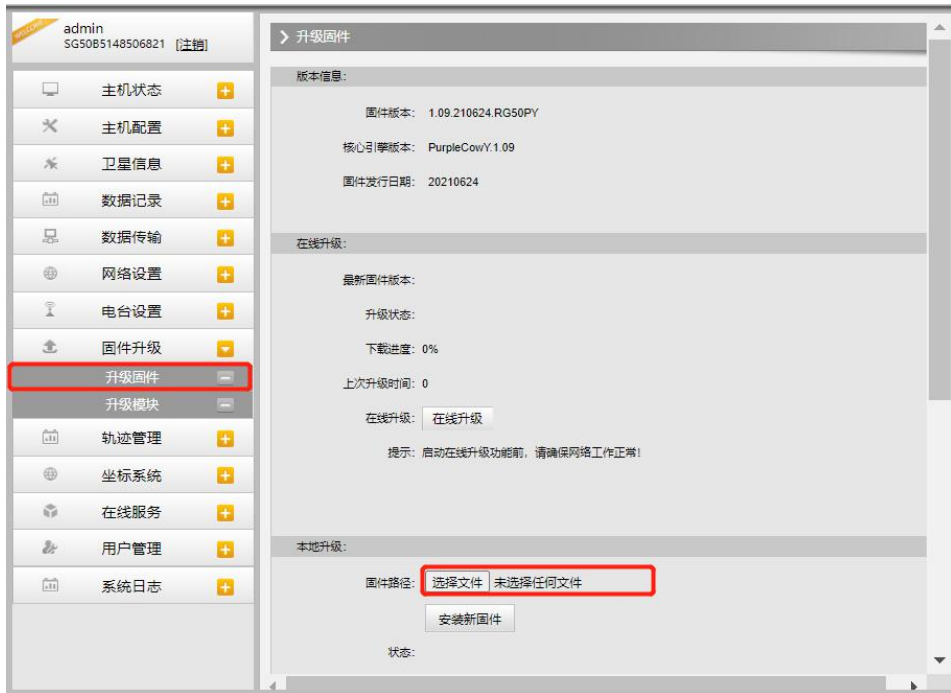 WELCOME
admin
SG50B5148506821 [注销]
主机状态
主机配置
卫星信息
数据记录
数据传输
网络设置
电台设置
固件升级
升级固件
升级模块
轨迹管理
坐标系统
在线服务
用户管理
系统日志
升级固件
版本信息:
固件版本: 1.09.210624.RG50PY
核心引擎版本: PurpleCowY.1.09
固件发行日期: 20210624
在线升级:
最新固件版本:
升级状态:
下载进度: 0%
上次升级时间: 0
在线升级: 在线升级
提示: 启动在线升级功能前, 请确保网络工作正常!
本地升级:
固件路径: 选择文件 未选择任何文件
安装新固件
状态: